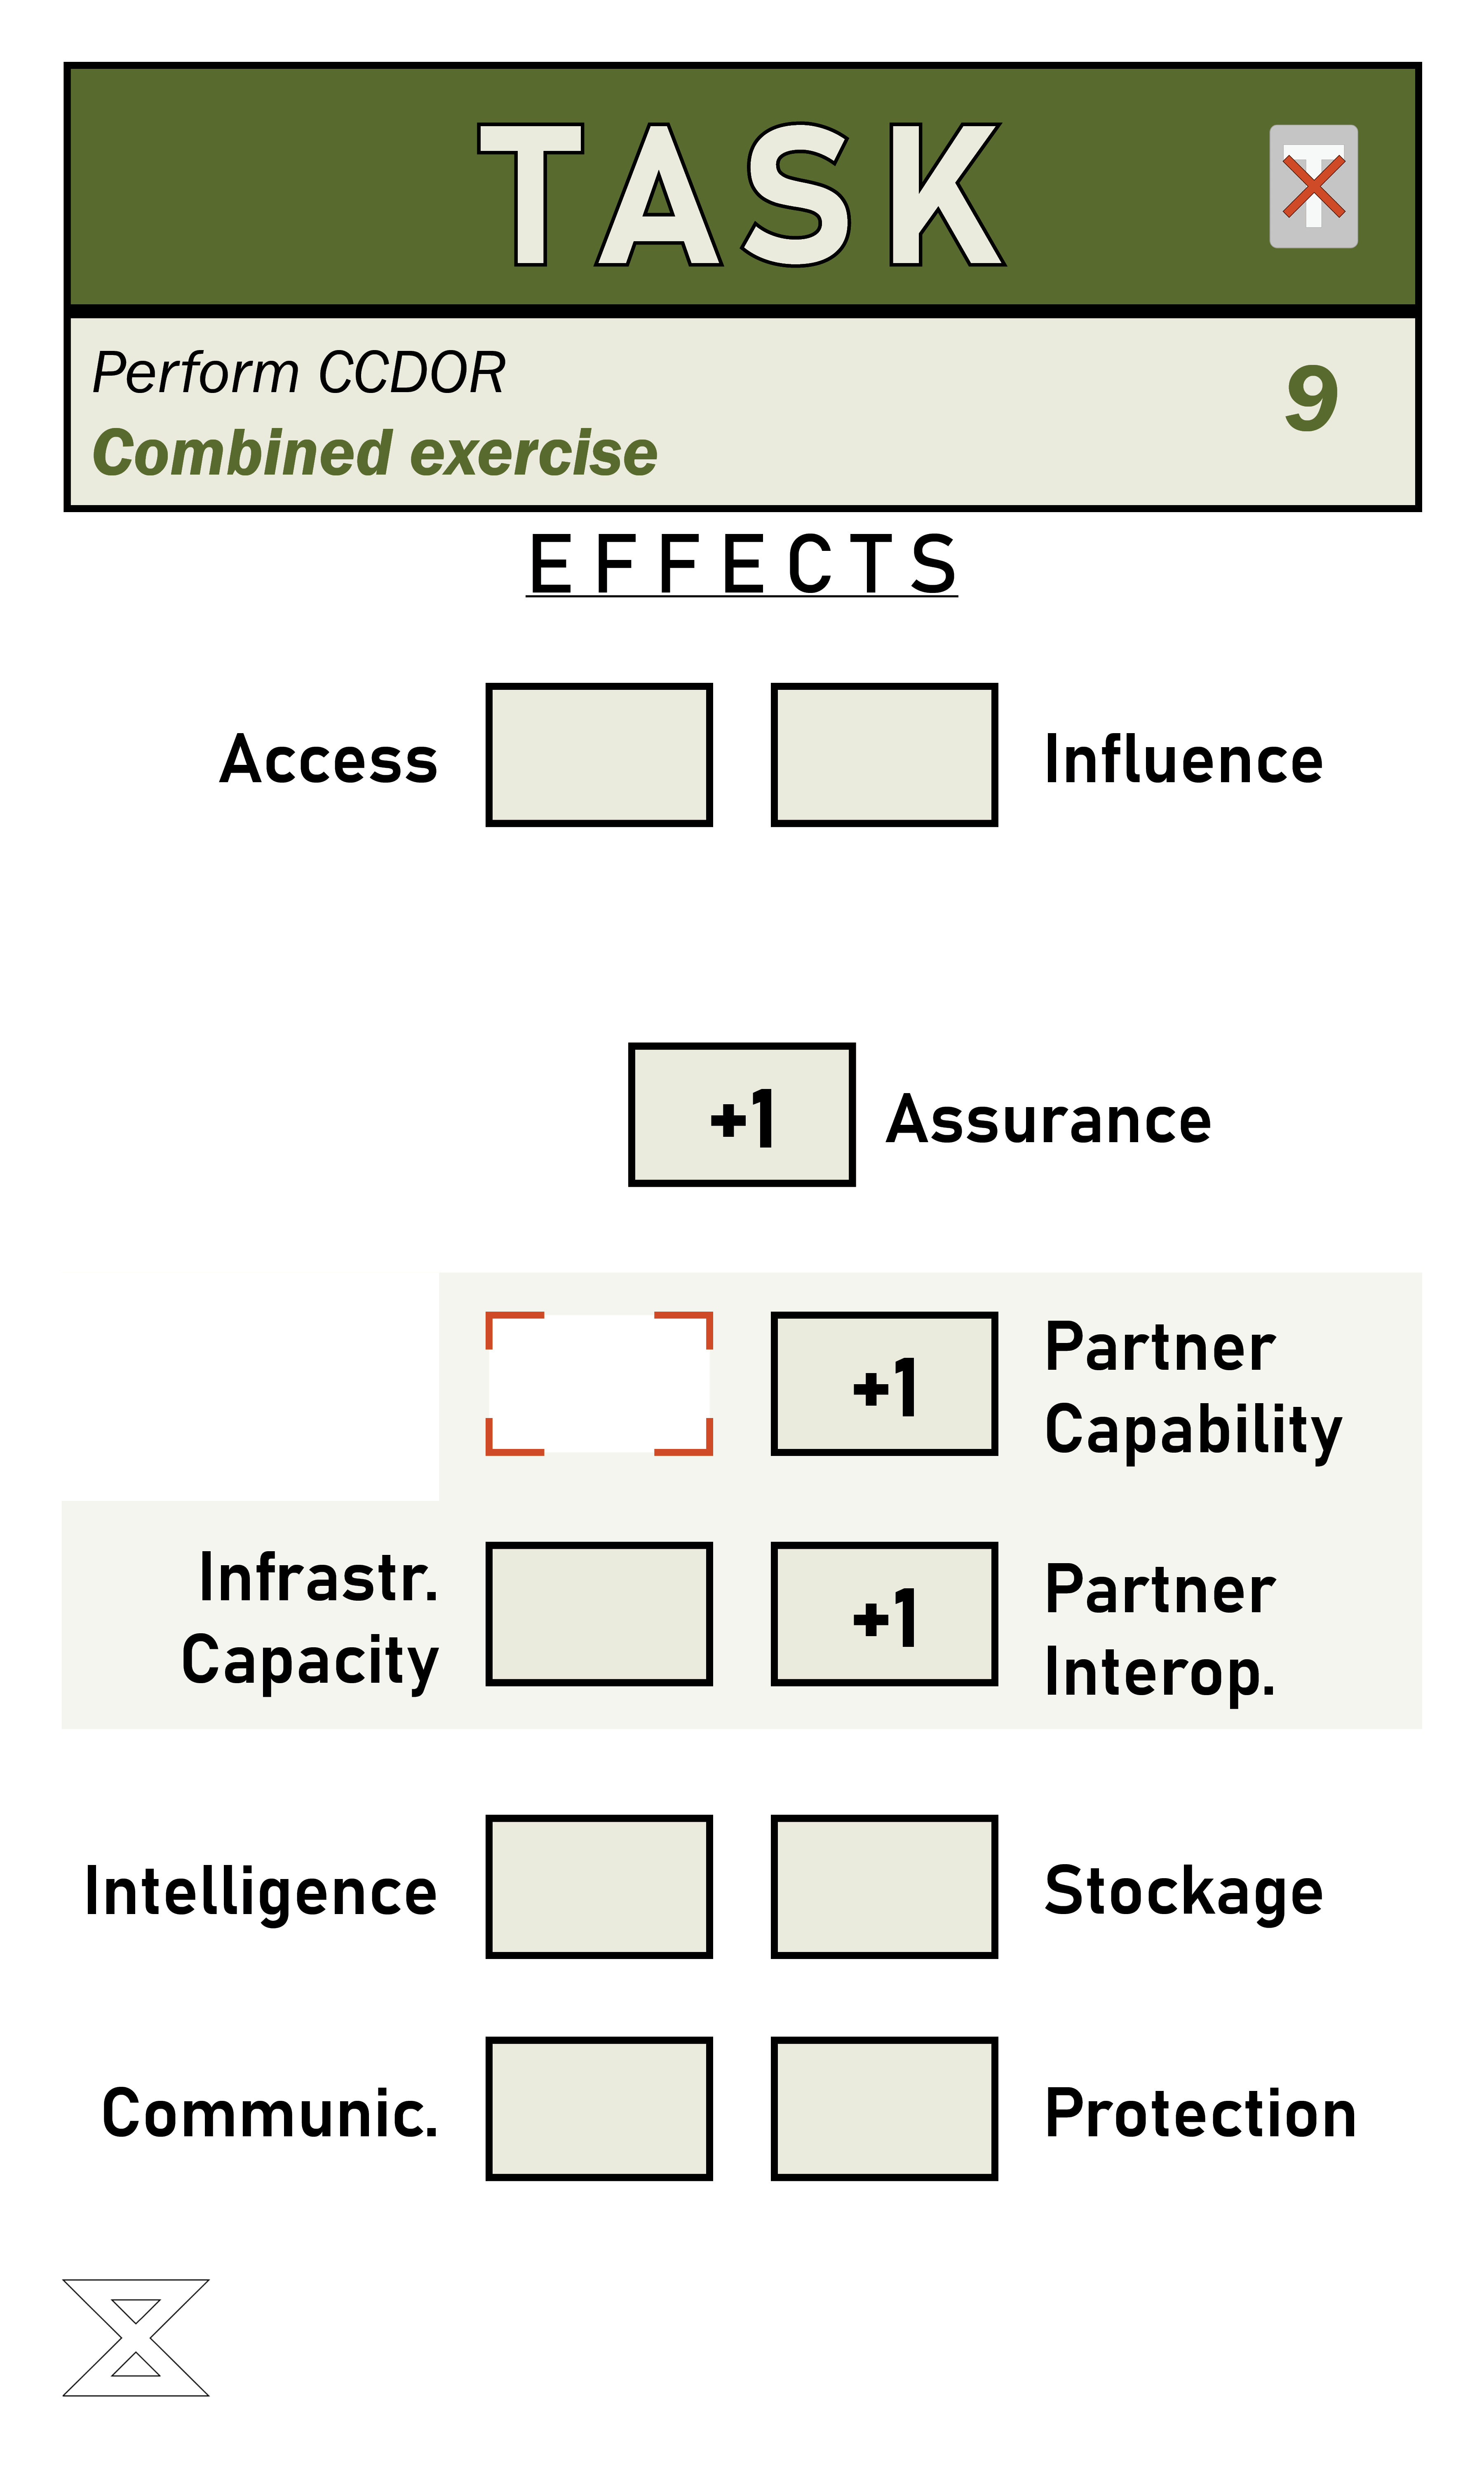 TASK
T
Perform CCDOR
9
Combined exercise
EFFECTS
Access
Influence
+1 Assurance
+1
Partner
Capability
Infrastr.
Capacity
+1
Partner
Interop.
Intelligence
Stockage
Communic.
Protection